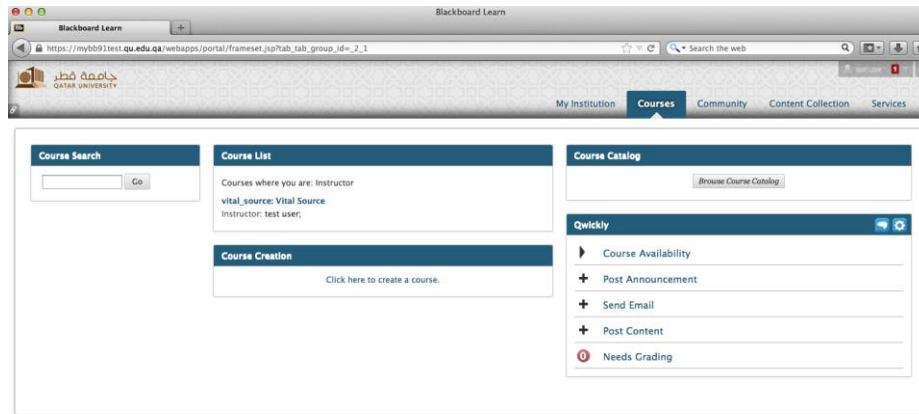 Blackboard Learn
Blackboard Learn
https://mybb91test.qu.edu.qa/webapps/portal/frameset.jsp?tab_tab_group_id=_2_1
Search the web
جامعة قطر
QATAR UNIVERSITY
1
My Institution Courses Community Content Collection Services
Course Search
Go
Course List
Courses where you are: Instructor
vital_source: Vital Source
Instructor: test user;
Course Creation
Click here to create a course.
Course Catalog
Browse Course Catalog
Qwickly
Course Availability
Post Announcement
Send Email
Post Content
0 Needs Grading